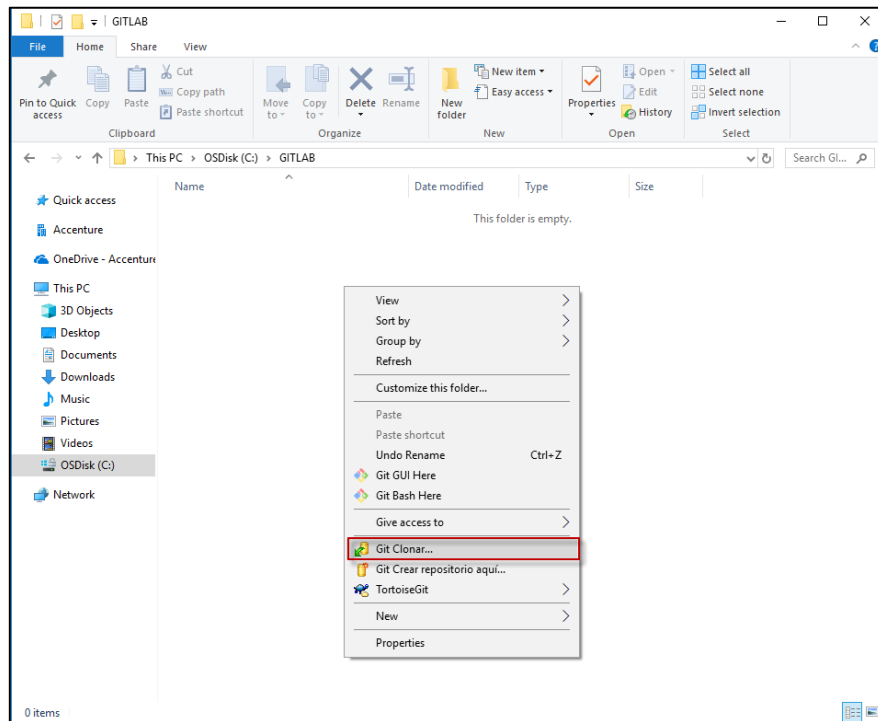 GITLAB
File Home Share View
Pin to Quick access
Copy
Paste
Cut
Copy path
Paste shortcut
Clipboard
Move to
Copy to
Delete
Rename
Organize
New folder
New item
Easy access
New
Properties
Open
Edit
History
Open
Select all
Select none
Invert selection
Select
This PC > OSDisk (C:) > GITLAB
Search GI...
Name Date modified Type Size
This folder is empty.
Quick access
Accenture
OneDrive - Accenture
This PC
3D Objects
Desktop
Documents
Downloads
Music
Pictures
Videos
OSDisk (C:)
Network
View
Sort by
Group by
Refresh
Customize this folder...
Paste
Paste shortcut
Undo Rename Ctrl+Z
Git GUI Here
Git Bash Here
Give access to
Git Clonar...
Git Crear repositorio aquí...
TortoiseGit
New
Properties
0 items